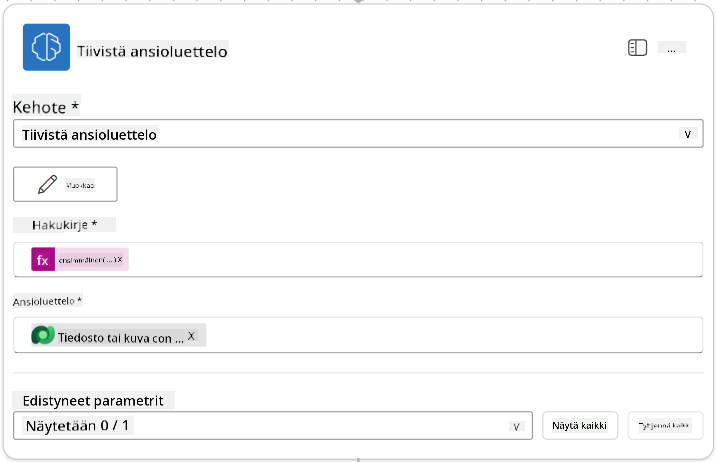 Tiivistä ansioluettelo
...
Kehote *
Tiivistä ansioluettelo
v
Muokkaa
Hakukirje *
fx ensimmäinen(...) X
Ansioluettelo *
Tiedosto tai kuva con ... X
Edistyneet parametrit
Näytetään 0 / 1
v
Näytä kaikki
Tyhjennä kaikki